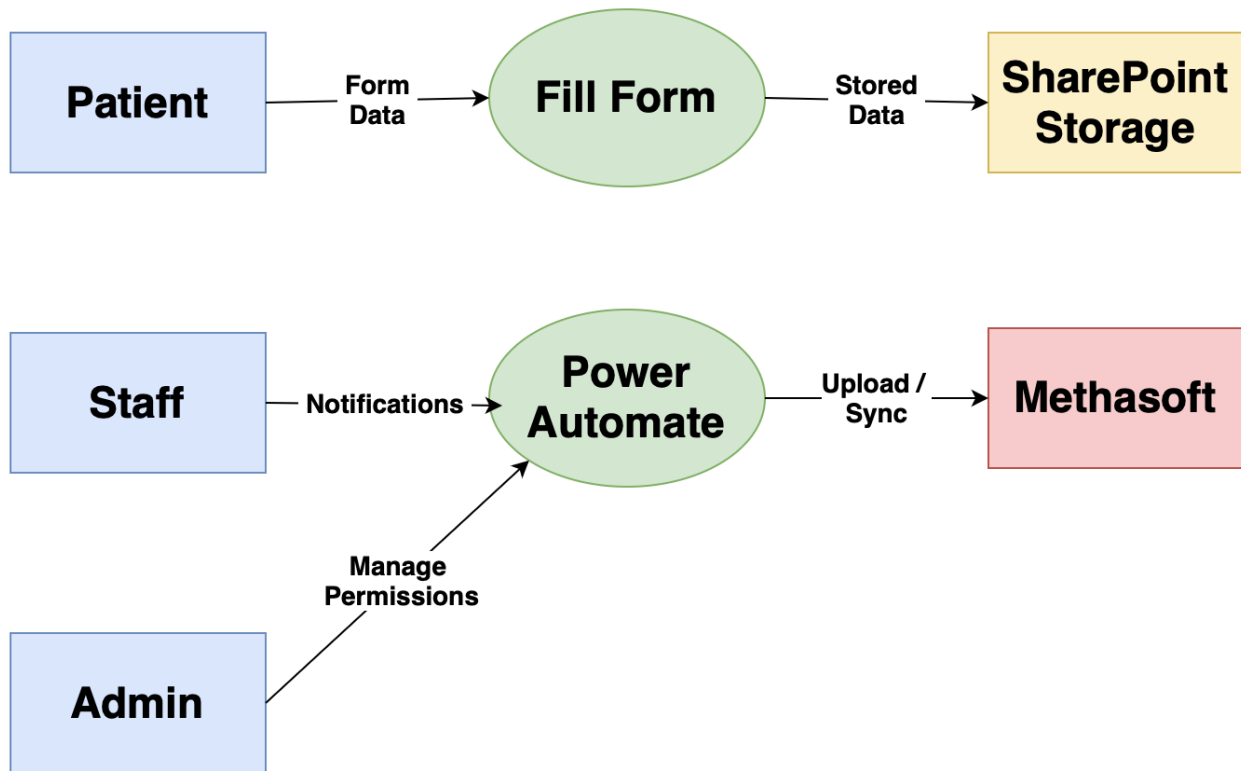 Patient
Form
Data
Fill Form
Stored
Data
SharePoint
Storage
Staff
Notifications
Power
Automate
Upload /
Sync
Methasoft
Manage
Permissions
Admin